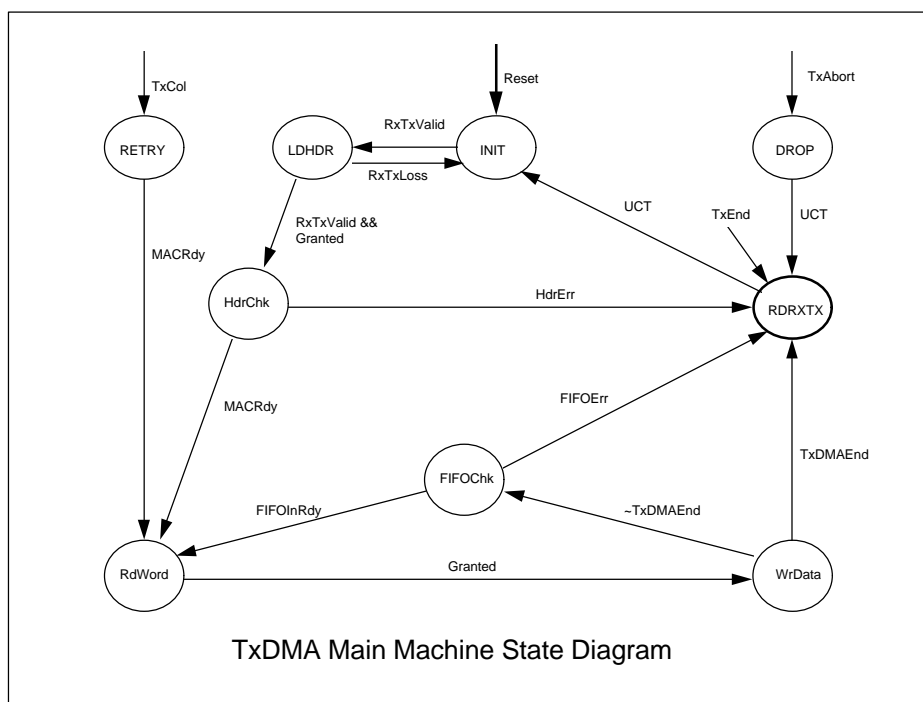 TxCol
Reset
TxAbort
RETRY
LDHDR
RxTxValid
INIT
DROP
RxTxLoss
UCT
TxEnd
UCT
RxTxValid &&
Granted
MACRdy
HdrChk
HdrErr
RDRXTX
MACRdy
FIFOErr
TxDMAEnd
FIFOChk
FIFOInRdy
~TxDMAEnd
RdWord
Granted
WrData
TxDMA Main Machine State Diagram